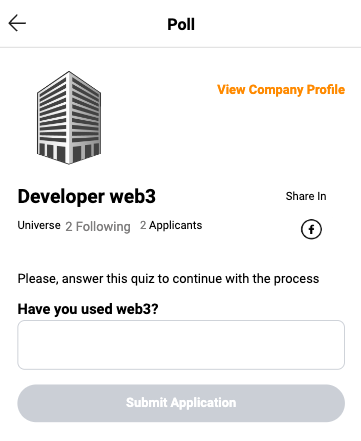 Poll
View Company Profile
Developer web3
Share In
Universe 2 Following 2 Applicants
Please, answer this quiz to continue with the process
Have you used web3?
Submit Application